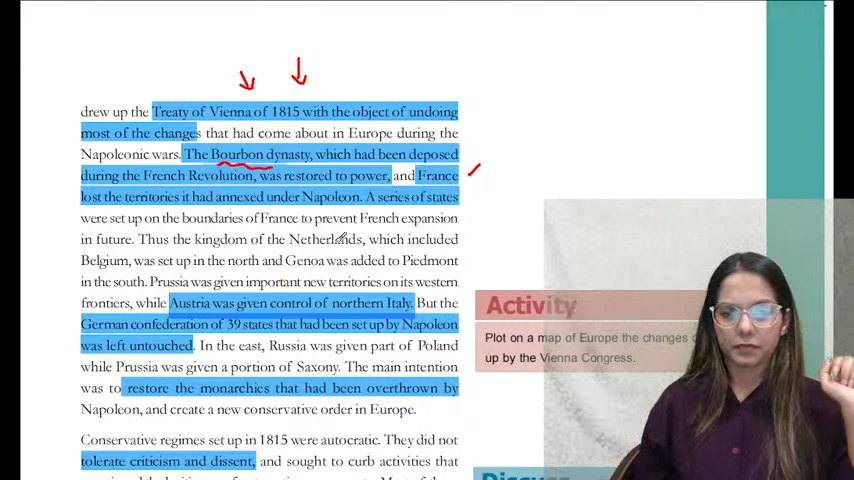 drew up the Treaty of Vienna of 1815 with the object of undoing
most of the changes that had come about in Europe during the
Napoleonic wars. The Bourbon dynasty, which had been deposed
during the French Revolution, was restored to power, and France
lost the territories it had annexed under Napoleon. A series of states
were set up on the boundaries of France to prevent French expansion
in future. Thus the kingdom of the Netherlands, which included
Belgium, was set up in the north and Genoa was added to Piedmont
in the south. Prussia was given important new territories on its western
frontiers, while Austria was given control of northern Italy. But the
German confederation of 39 states that had been set up by Napoleon
was left untouched. In the east, Russia was given part of Poland
while Prussia was given a portion of Saxony. The main intention
was to restore the monarchies that had been overthrown by
Napoleon, and create a new conservative order in Europe.
Conservative regimes set up in 1815 were autocratic. They did not
tolerate criticism and dissent, and sought to curb activities that
Activity
Plot on a map of Europe the changes
up by the Vienna Congress.